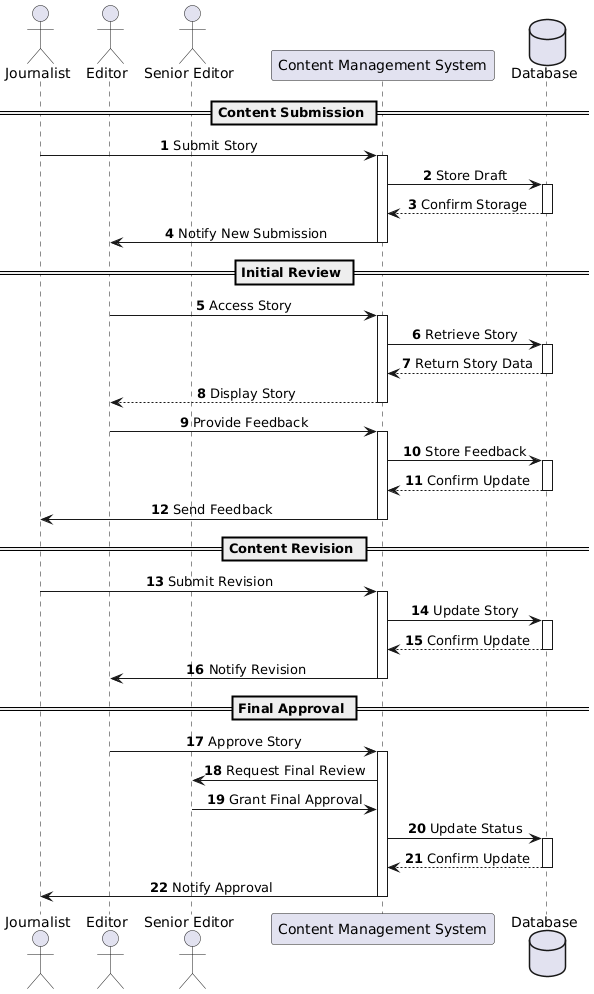 Journalist
Editor
Senior Editor
Content Management System
Database
Content Submission
1 Submit Story
2 Store Draft
3 Confirm Storage
4 Notify New Submission
Initial Review
5 Access Story
6 Retrieve Story
7 Return Story Data
8 Display Story
9 Provide Feedback
10 Store Feedback
11 Confirm Update
12 Send Feedback
Content Revision
13 Submit Revision
14 Update Story
15 Confirm Update
16 Notify Revision
Final Approval
17 Approve Story
18 Request Final Review
19 Grant Final Approval
20 Update Status
21 Confirm Update
22 Notify Approval
Journalist
Editor
Senior Editor
Content Management System
Database